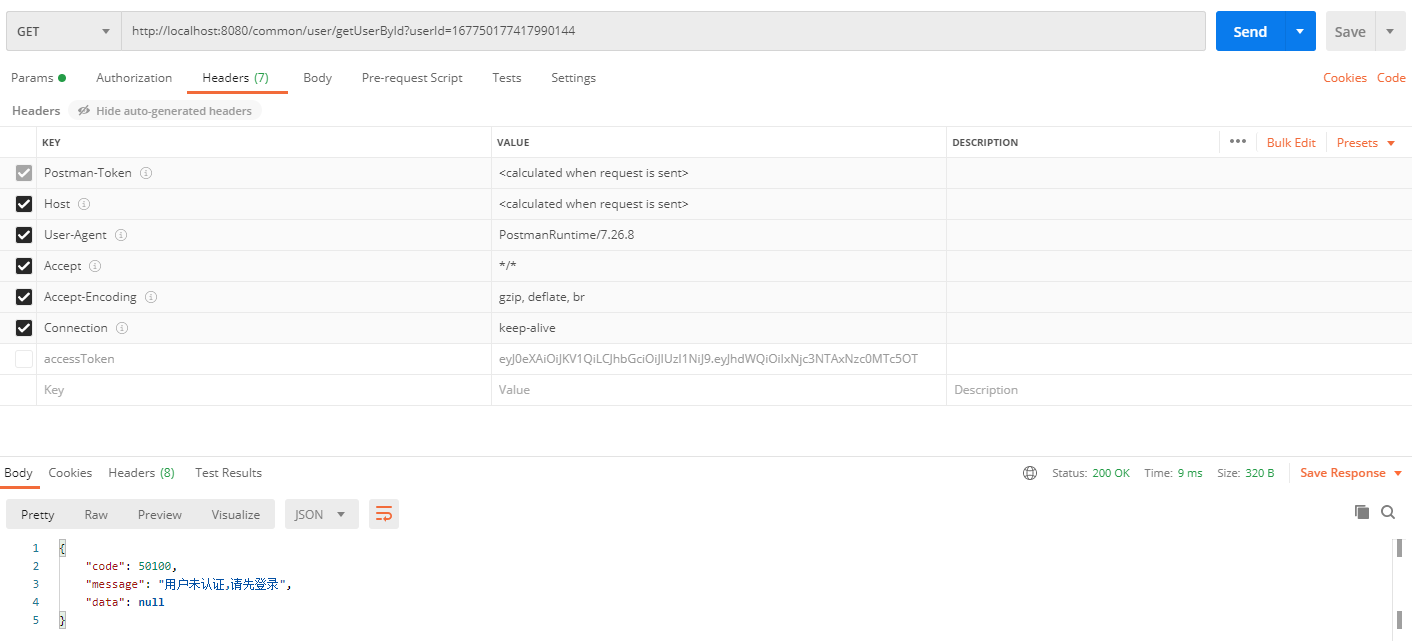 GET http://localhost:8080/common/user/getUserById?userId=167750177417990144 Send Save
Params Authorization Headers (7) Body Pre-request Script Tests Settings Cookies Code
Headers Hide auto-generated headers
KEY VALUE DESCRIPTION ••• Bulk Edit Presets
Postman-Token <calculated when request is sent>
Host <calculated when request is sent>
User-Agent PostmanRuntime/7.26.8
Accept */*
Accept-Encoding gzip, deflate, br
Connection keep-alive
accessToken eyJ0eXAiOiJKV1QiLCJhbGciOiJIUzI1NiJ9.eyJhdWQiOiIxNjc3NTAxNzc0MTc5OT
Key Value Description
Body Cookies Headers (8) Test Results Status: 200 OK Time: 9 ms Size: 320 B Save Response
Pretty Raw Preview Visualize JSON
1 {
2 "code": 50100,
3 "message": "用户未认证,请先登录",
4 "data": null
5 }